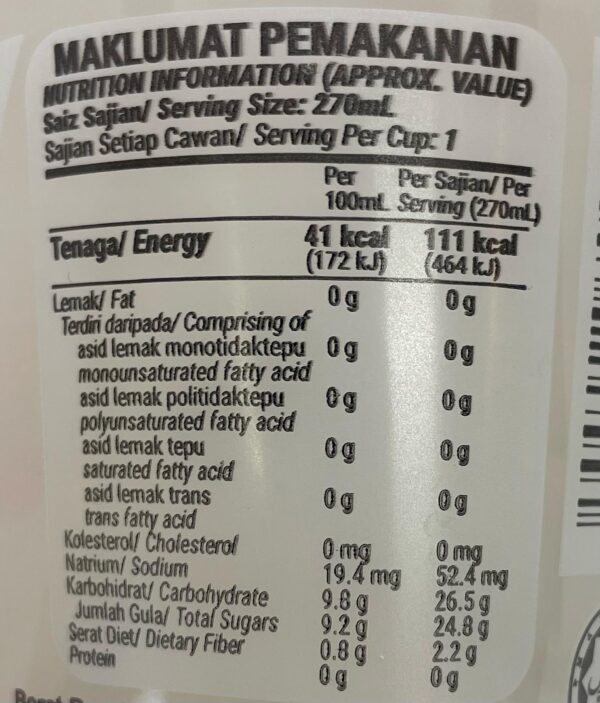 MAKLUMAT PEMAKANAN
NUTRITION INFORMATION (APPROX. VALUE)
Saiz Sajian/ Serving Size: 270mL
Sajian Setiap Cawan/ Serving Per Cup: 1
Per Per Sajian/ Per
100mL Serving (270mL)
Tenaga/ Energy 41 kcal 111 kcal
(172 kJ) (464 kJ)
Lemak/ Fat 0 g 0 g
Terdiri daripada/ Comprising of
asid lemak monotidaktepu 0 g 0 g
monounsaturated fatty acid
asid lemak politidaktepu 0 g 0 g
polyunsaturated fatty acid
asid lemak tepu 0 g 0 g
saturated fatty acid
asid lemak trans 0 g 0 g
trans fatty acid
Kolesterol/ Cholesterol 0 mg 0 mg
Natrium/ Sodium 19.4 mg 52.4 mg
Karbohidrat/ Carbohydrate 9.8 g 26.5 g
Jumlah Gula/ Total Sugars 9.2 g 24.8 g
Serat Diet/ Dietary Fiber 0.8 g 2.2 g
Protein 0 g 0 g